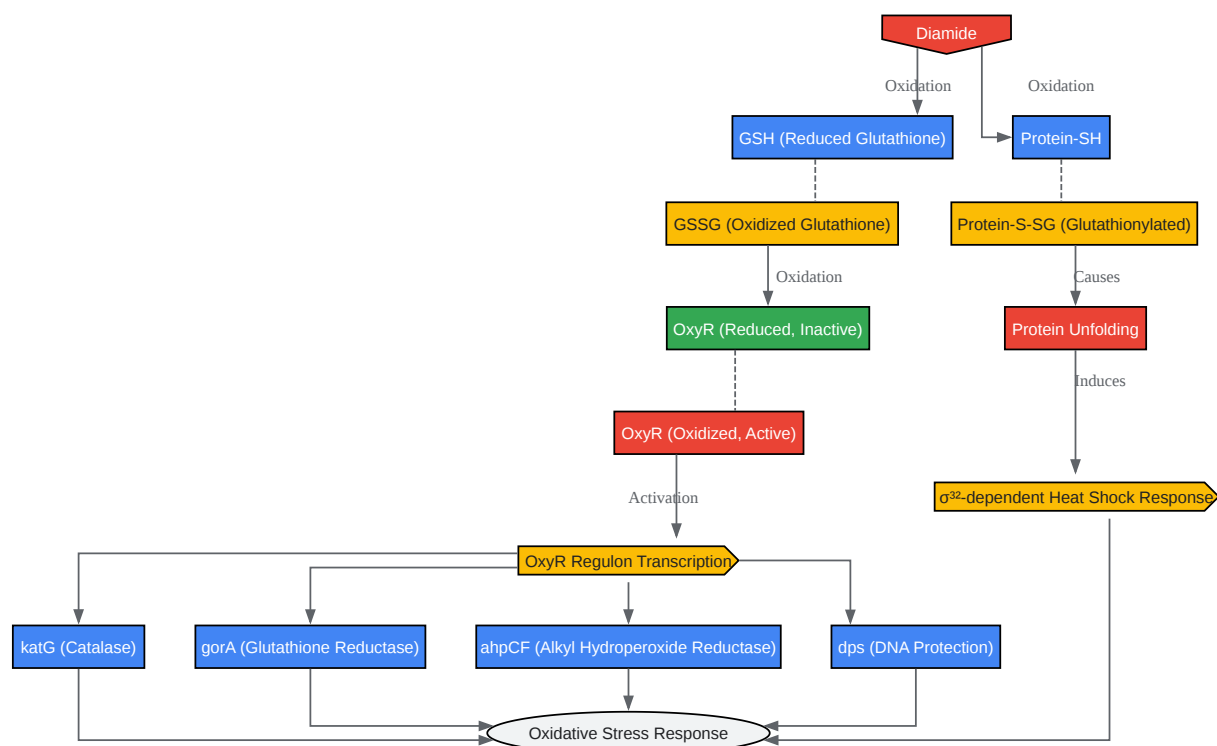 Diamide
Oxidation
Oxidation
GSH (Reduced Glutathione)
Protein-SH
GSSG (Oxidized Glutathione)
Protein-S-SG (Glutathionylated)
Oxidation
Causes
OxyR (Reduced, Inactive)
Protein Unfolding
Induces
OxyR (Oxidized, Active)
Activation
σ³²-dependent Heat Shock Response
OxyR Regulon Transcription
katG (Catalase)
gorA (Glutathione Reductase)
ahpCF (Alkyl Hydroperoxide Reductase)
dps (DNA Protection)
Oxidative Stress Response